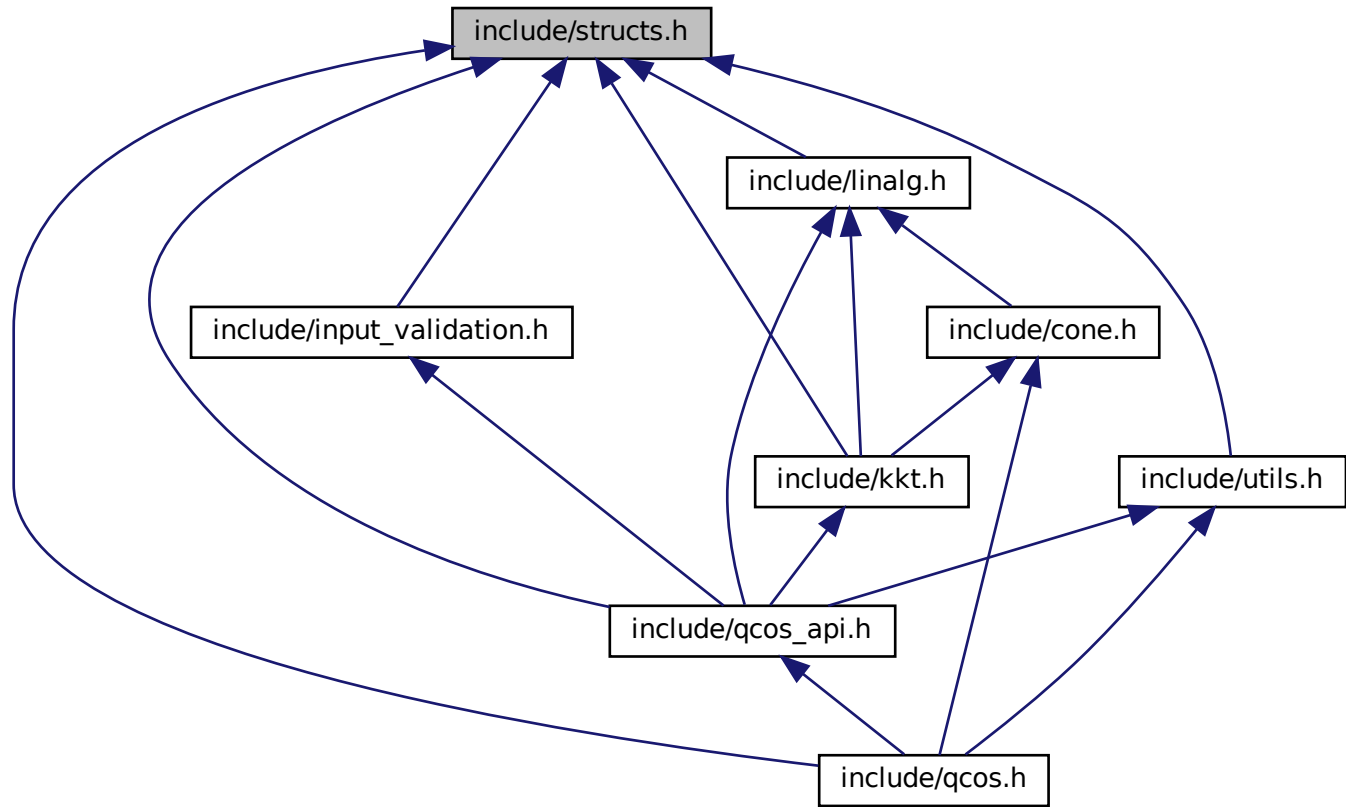 include/structs.h
include/linalg.h
include/input_validation.h
include/cone.h
include/kkt.h
include/utils.h
include/qcos_api.h
include/qcos.h